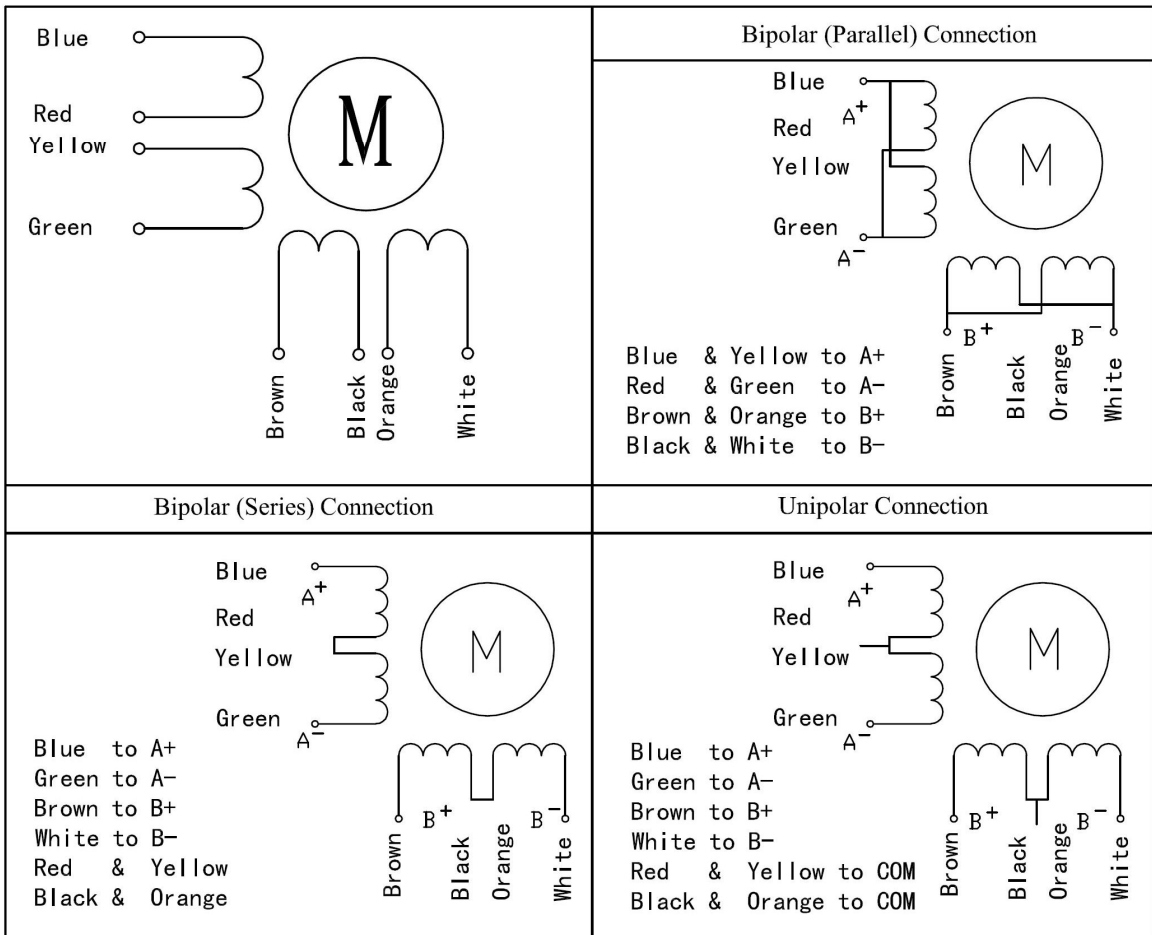 Blue
Red
Yellow
Green
M
Brown
Black
Orange
White
Bipolar (Parallel) Connection
Blue
A+
Red
Yellow
Green
A-
M
B+
B-
Brown
Black
Orange
White
Blue & Yellow to A+
Red & Green to A-
Brown & Orange to B+
Black & White to B-
Bipolar (Series) Connection
Blue
A+
Red
Yellow
Green
A-
M
B+
B-
Brown
Black
Orange
White
Blue to A+
Green to A-
Brown to B+
White to B-
Red & Yellow
Black & Orange
Unipolar Connection
Blue
A+
Red
Yellow
Green
A-
M
B+
B-
Brown
Black
Orange
White
Blue to A+
Green to A-
Brown to B+
White to B-
Red & Yellow to COM
Black & Orange to COM